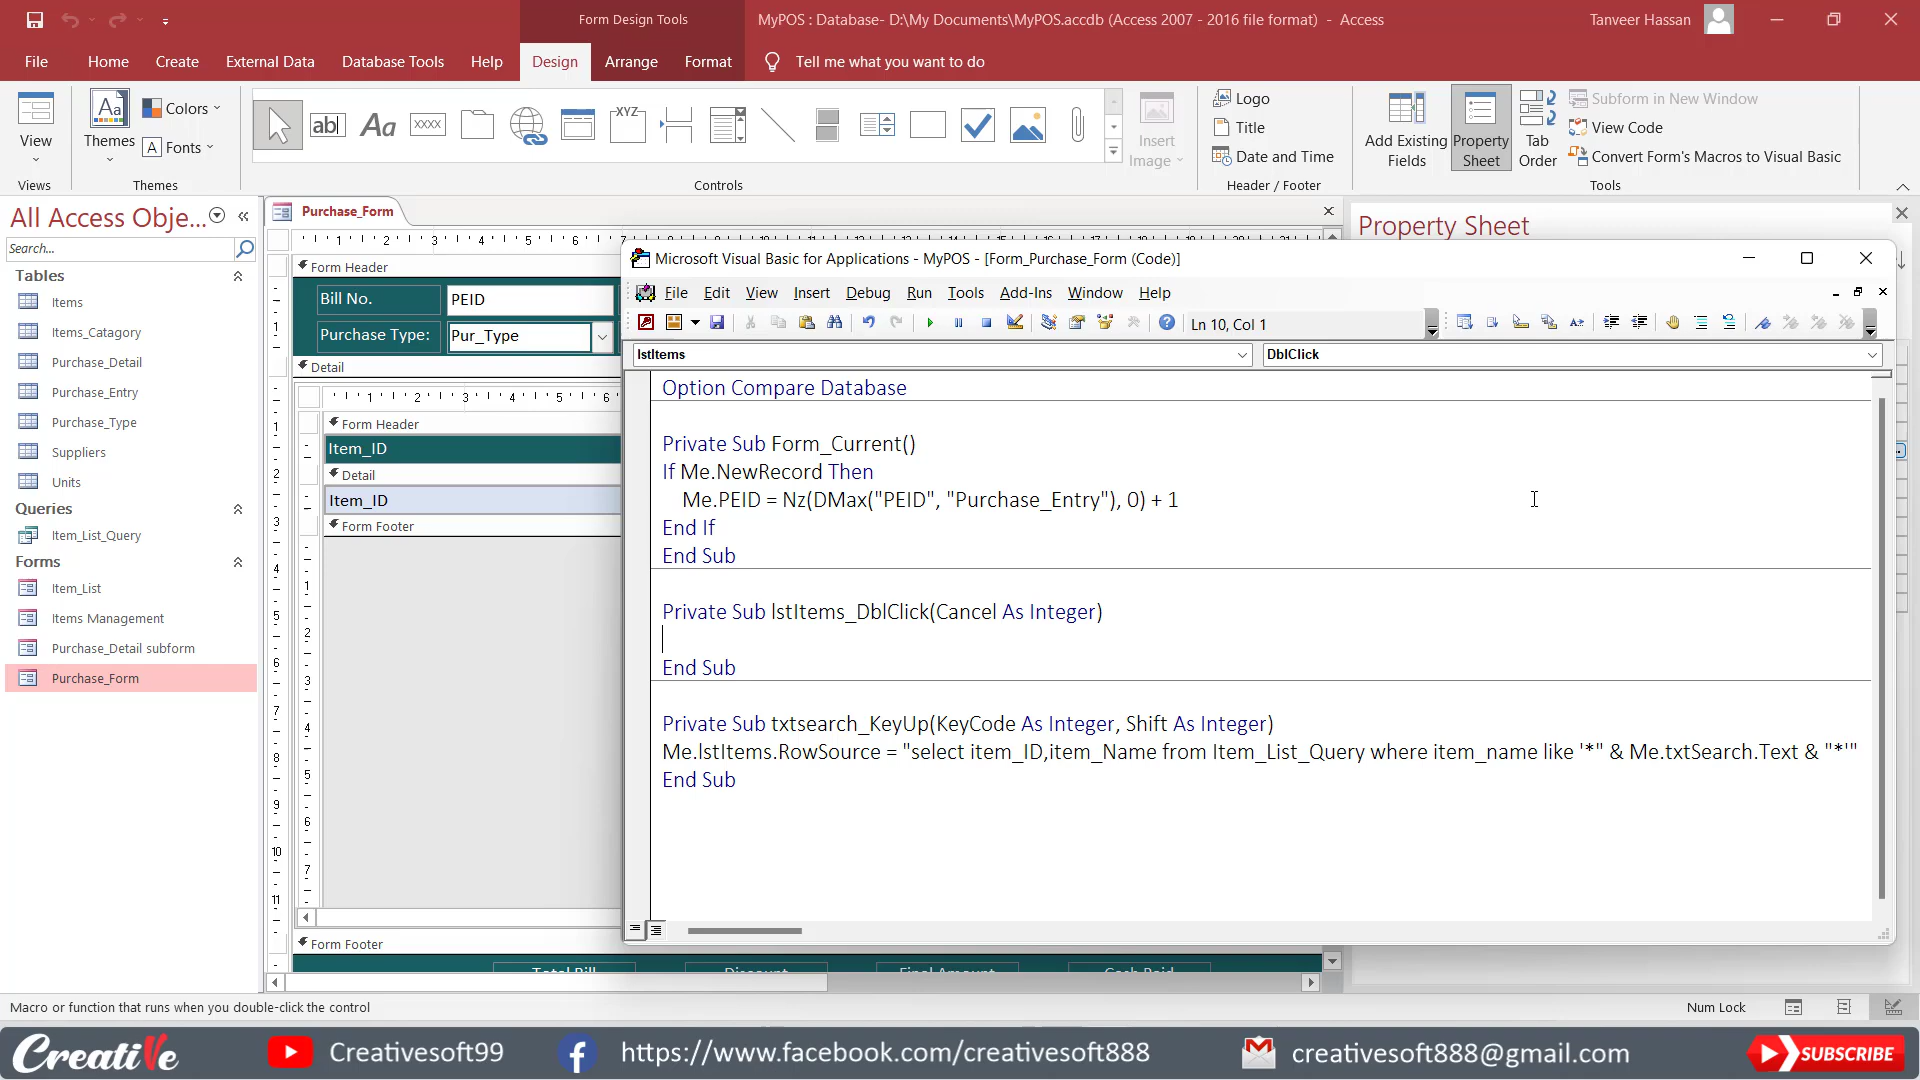 Form Design Tools
MyPOS : Database- D:\My Documents\MyPOS.accdb (Access 2007 - 2016 file format) - Access
Tanveer Hassan
File Home Create External Data Database Tools Help Design Arrange Format Tell me what you want to do
View
Views
Themes
Colors
Fonts
Themes
Controls
Insert
Image
Logo
Title
Date and Time
Header / Footer
Add Existing
Fields
Property
Sheet
Tab
Order
Subform in New Window
View Code
Convert Form's Macros to Visual Basic
Tools
All Access Obje...
Search...
Tables
Items
Items_Catagory
Purchase_Detail
Purchase_Entry
Purchase_Type
Suppliers
Units
Queries
Item_List_Query
Forms
Item_List
Items Management
Purchase_Detail subform
Purchase_Form
Purchase_Form
Form Header
Bill No.
PEID
Purchase Type:
Pur_Type
Detail
Form Header
Item_ID
Detail
Item_ID
Form Footer
Form Footer
Total Bill
Discount
Final Amount
Cash Paid
Property Sheet
Microsoft Visual Basic for Applications - MyPOS - [Form_Purchase_Form (Code)]
File Edit View Insert Debug Run Tools Add-Ins Window Help
Ln 10, Col 1
lstItems
DblClick
Option Compare Database
Private Sub Form_Current()
If Me.NewRecord Then
Me.PEID = Nz(DMax("PEID", "Purchase_Entry"), 0) + 1
End If
End Sub
Private Sub lstItems_DblClick(Cancel As Integer)
End Sub
Private Sub txtsearch_KeyUp(KeyCode As Integer, Shift As Integer)
Me.lstItems.RowSource = "select item_ID,item_Name from Item_List_Query where item_name like '*" & Me.txtSearch.Text & "*'"
End Sub
Macro or function that runs when you double-click the control
Num Lock
Creative
Creativesoft99
https://www.facebook.com/creativesoft888
creativesoft888@gmail.com
SUBSCRIBE